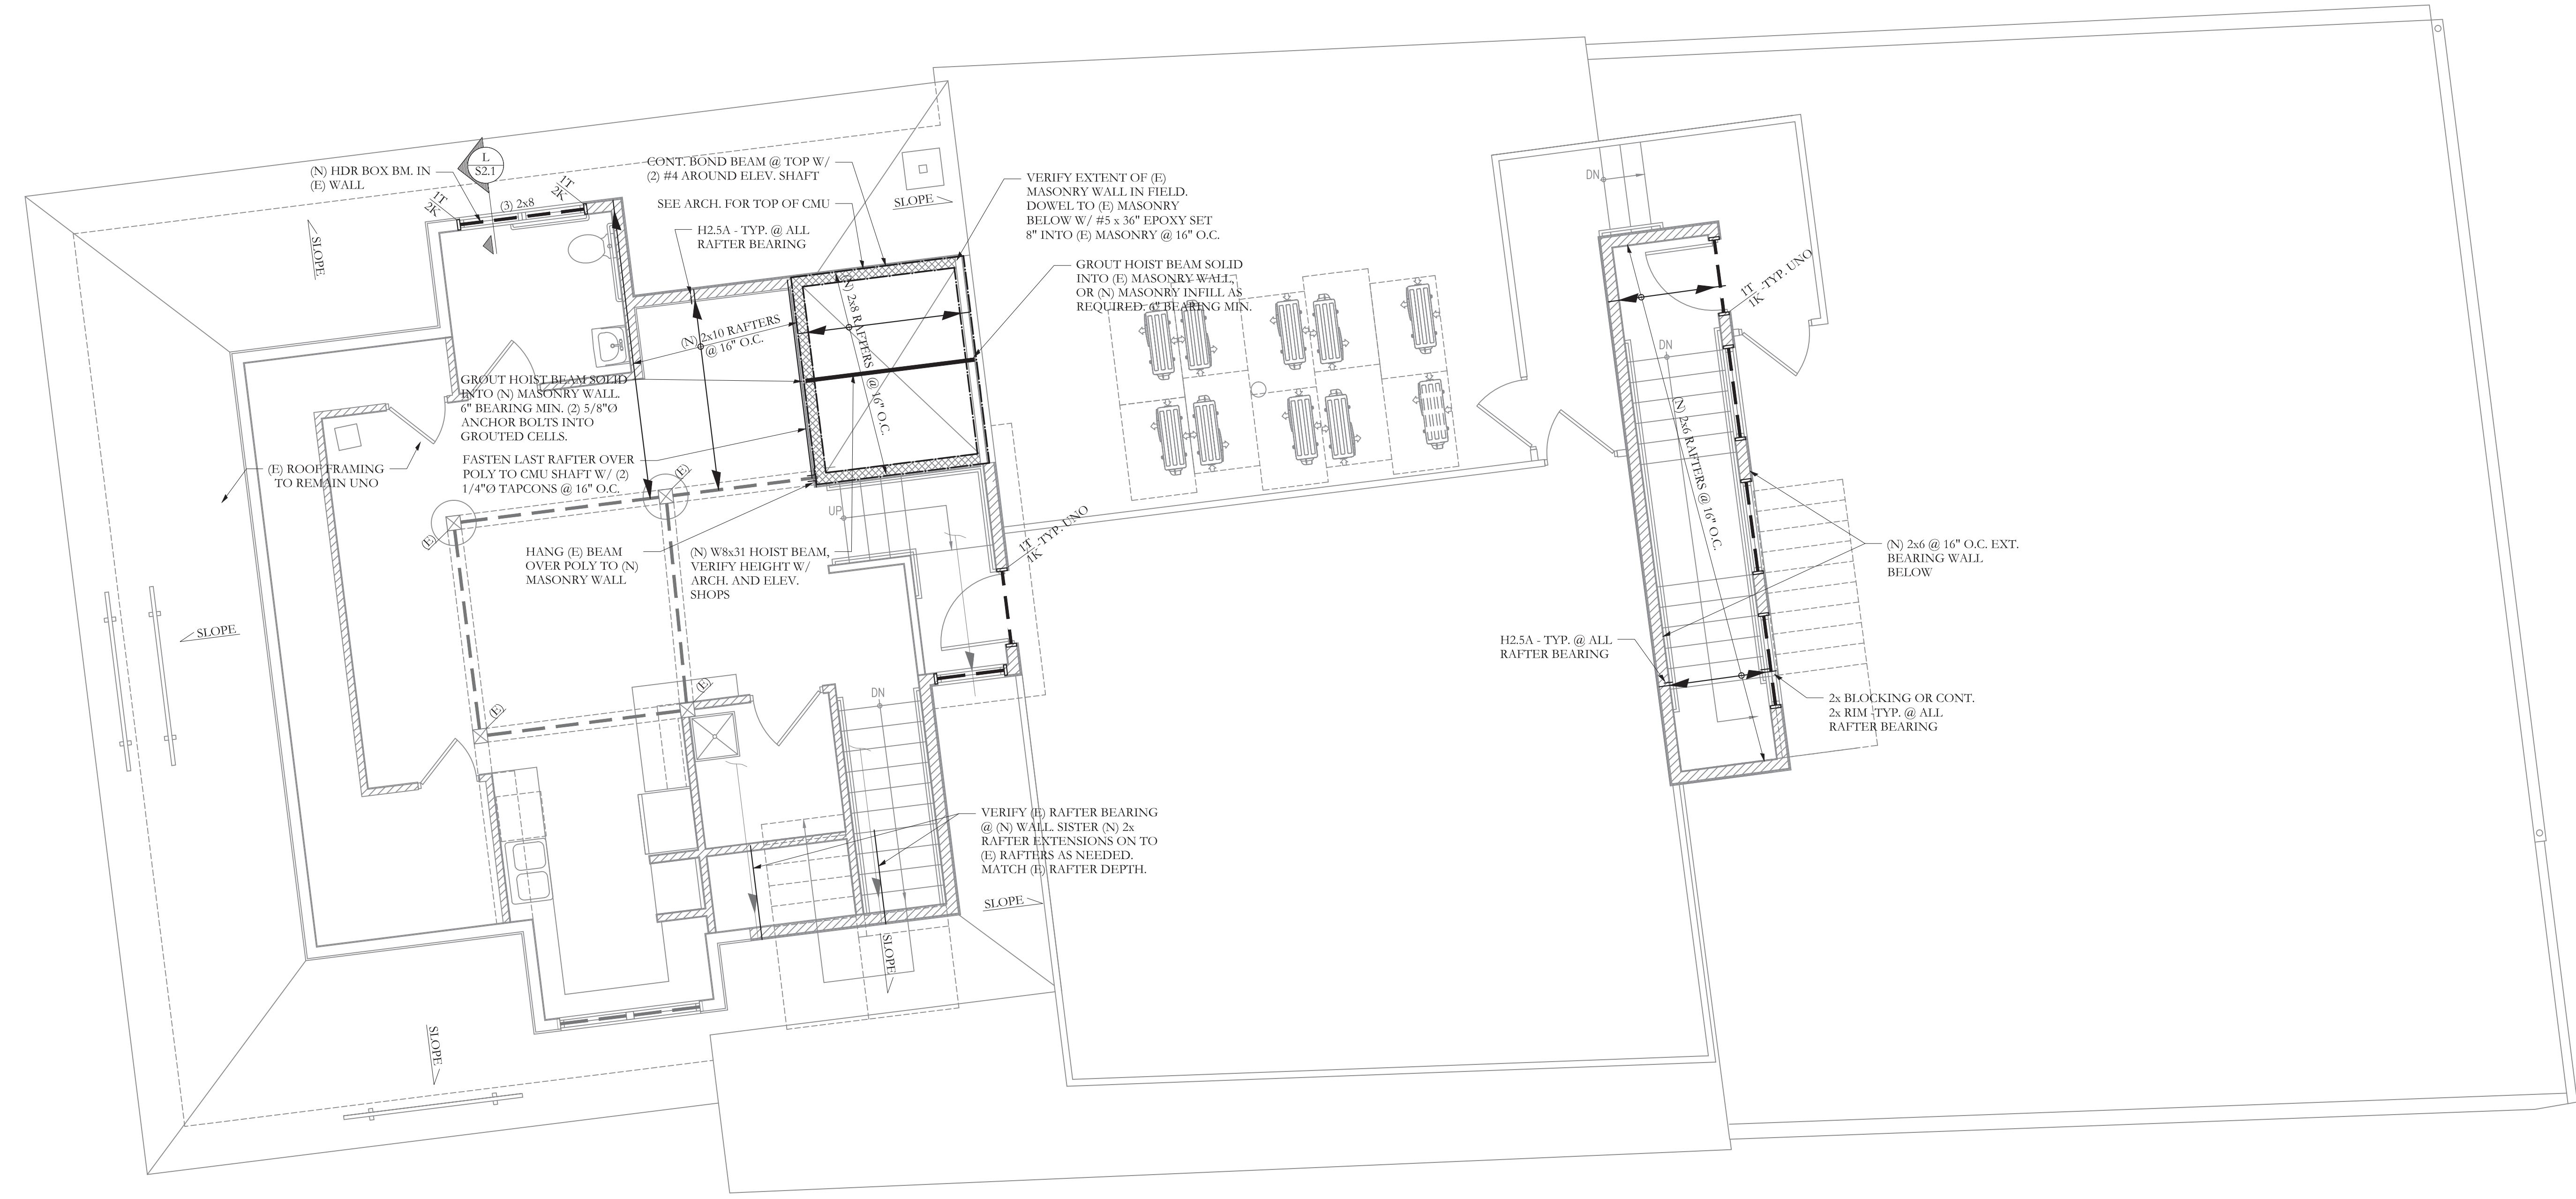 (N) HDR BOX BM. IN
(E) WALL
L
S2.1
1T
2K
(3) 2x8
1T
2K
CONT. BOND BEAM @ TOP W/
(2) #4 AROUND ELEV. SHAFT
SEE ARCH. FOR TOP OF CMU
H2.5A - TYP. @ ALL
RAFTER BEARING
SLOPE
SLOPE
VERIFY EXTENT OF (E)
MASONRY WALL IN FIELD.
DOWEL TO (E) MASONRY
BELOW W/ #5 x 36" EPOXY SET
8" INTO (E) MASONRY @ 16" O.C.
GROUT HOIST BEAM SOLID
INTO (E) MASONRY WALL,
OR (N) MASONRY INFILL AS
REQUIRED. 6" BEARING MIN.
(N) 2x10 RAFTERS
@ 16" O.C.
(N) 2x8 RAFTERS @ 16" O.C.
GROUT HOIST BEAM SOLID
INTO (N) MASONRY WALL.
6" BEARING MIN. (2) 5/8"Ø
ANCHOR BOLTS INTO
GROUTED CELLS.
FASTEN LAST RAFTER OVER
POLY TO CMU SHAFT W/ (2)
1/4"Ø TAPCONS @ 16" O.C.
(E) ROOF FRAMING
TO REMAIN UNO
(E)
(E)
UP
HANG (E) BEAM
OVER POLY TO (N)
MASONRY WALL
(N) W8x31 HOIST BEAM,
VERIFY HEIGHT W/
ARCH. AND ELEV.
SHOPS
1T
1K -TYP. UNO
SLOPE
(E)
(E)
DN
VERIFY (E) RAFTER BEARING
@ (N) WALL. SISTER (N) 2x
RAFTER EXTENSIONS ON TO
(E) RAFTERS AS NEEDED.
MATCH (E) RAFTER DEPTH.
SLOPE
SLOPE
SLOPE
DN
1T
1K -TYP. UNO
DN
(N) 2x6 RAFTERS @ 16" O.C.
(N) 2x6 @ 16" O.C. EXT.
BEARING WALL
BELOW
H2.5A - TYP. @ ALL
RAFTER BEARING
2x BLOCKING OR CONT.
2x RIM -TYP. @ ALL
RAFTER BEARING